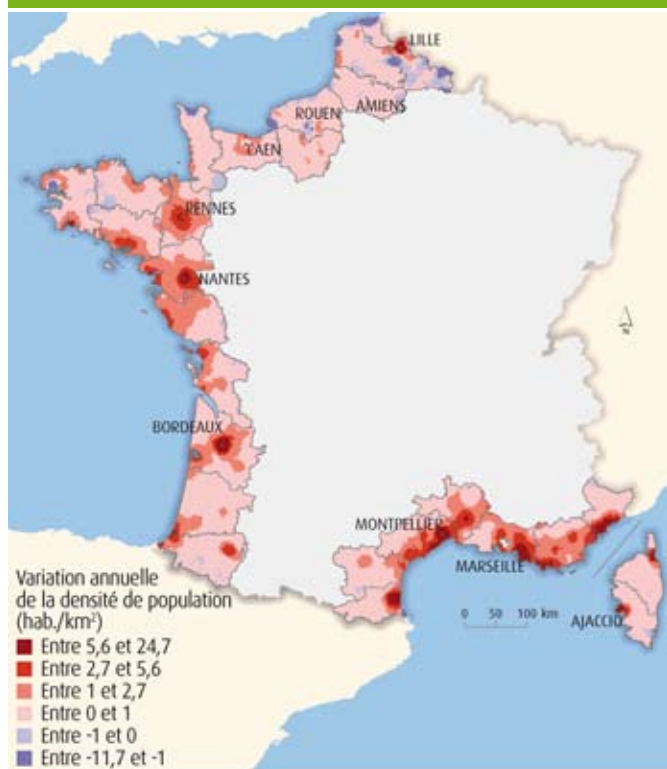 LILLE
AMIENS
ROUEN
CAEN
RENNES
NANTES
BORDEAUX
MONTPELLIER
MARSEILLE
AJACCIO
N
0 50 100 km
Variation annuelle
de la densité de population
(hab./km²)
Entre 5,6 et 24,7
Entre 2,7 et 5,6
Entre 1 et 2,7
Entre 0 et 1
Entre -1 et 0
Entre -11,7 et -1